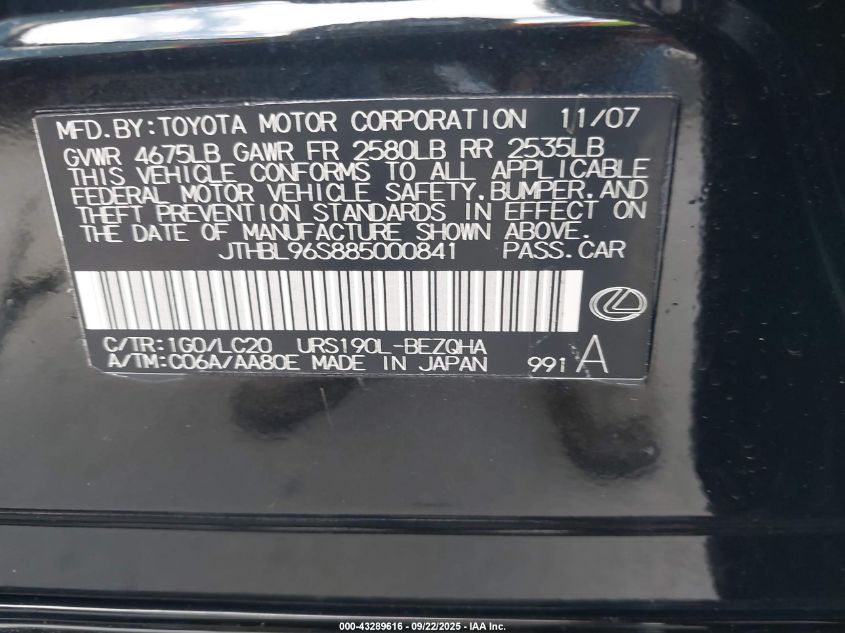 MFD.BY:TOYOTA MOTOR CORPORATION 11/07
GVWR 4675LB GAWR FR 2580LB RR 2535LB
THIS VEHICLE CONFORMS TO ALL APPLICABLE
FEDERAL MOTOR VEHICLE SAFETY,BUMPER,AND
THEFT PREVENTION STANDARDS IN EFFECT ON
THE DATE OF MANUFACTURE SHOWN ABOVE.
JTHBL96S885000841 PASS.CAR
C/TR:1G0/LC20 URS190L-BEZQHA
A/TM:C06A/AA80E MADE IN JAPAN 991 A
000-43289616 - 09/22/2025 - IAA Inc.